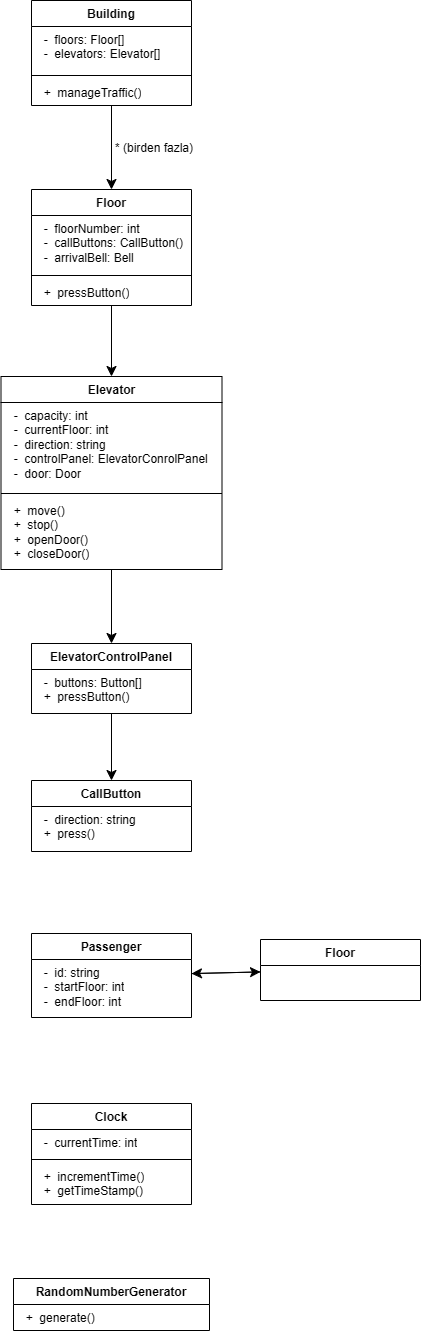 Building
- floors: Floor[]
- elevators: Elevator[]
+ manageTraffic()
* (birden fazla)
Floor
- floorNumber: int
- callButtons: CallButton()
- arrivalBell: Bell
+ pressButton()
Elevator
- capacity: int
- currentFloor: int
- direction: string
- controlPanel: ElevatorConrolPanel
- door: Door
+ move()
+ stop()
+ openDoor()
+ closeDoor()
ElevatorControlPanel
- buttons: Button[]
+ pressButton()
CallButton
- direction: string
+ press()
Passenger
- id: string
- startFloor: int
- endFloor: int
Floor
Clock
- currentTime: int
+ incrementTime()
+ getTimeStamp()
RandomNumberGenerator
+ generate()